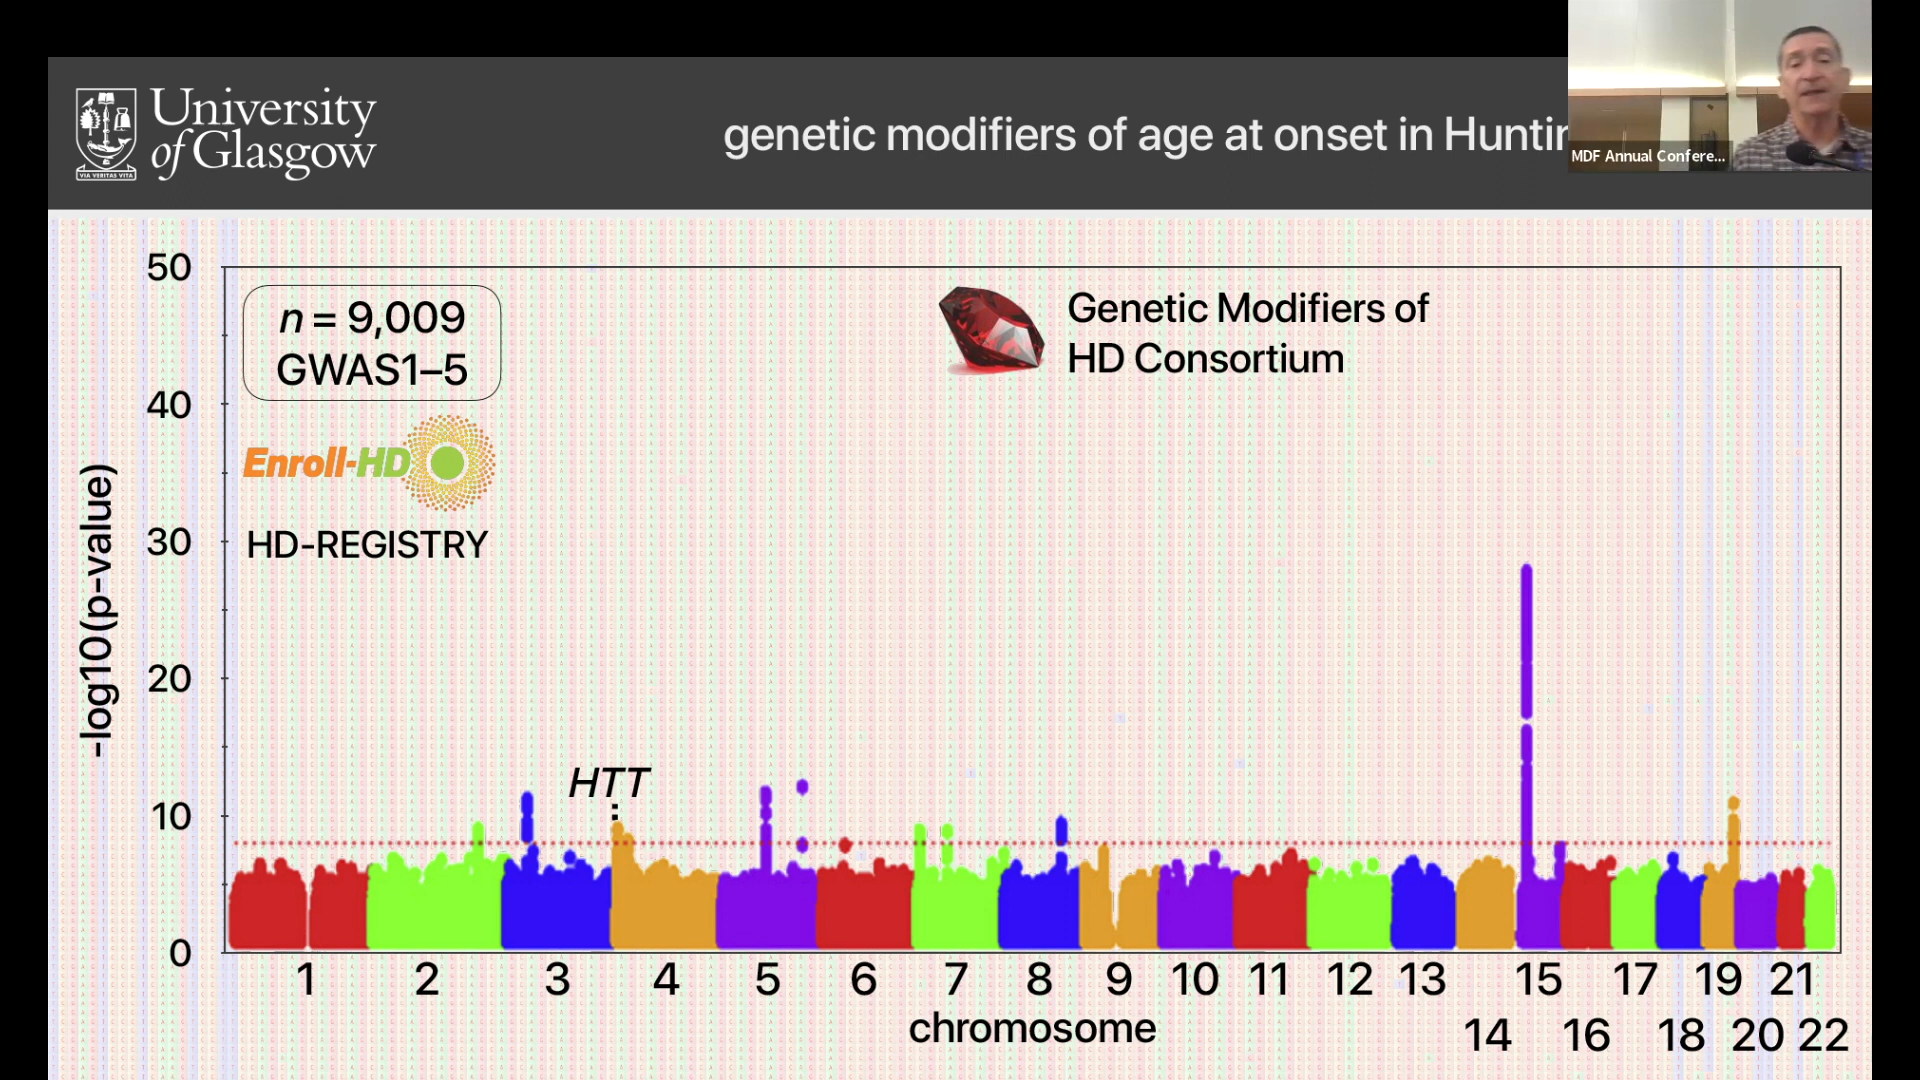 University
of Glasgow
VIA VERITAS VITA
genetic modifiers of age at onset in Huntin
MDF Annual Confere...
50
40
30
20
10
0
-log10(p-value)
n = 9,009
GWAS1–5
Enroll-HD
HD-REGISTRY
Genetic Modifiers of
HD Consortium
HTT
1 2 3 4 5 6 7 8 9 10 11 12 13 15 17 19 21
14 16 18 20 22
chromosome